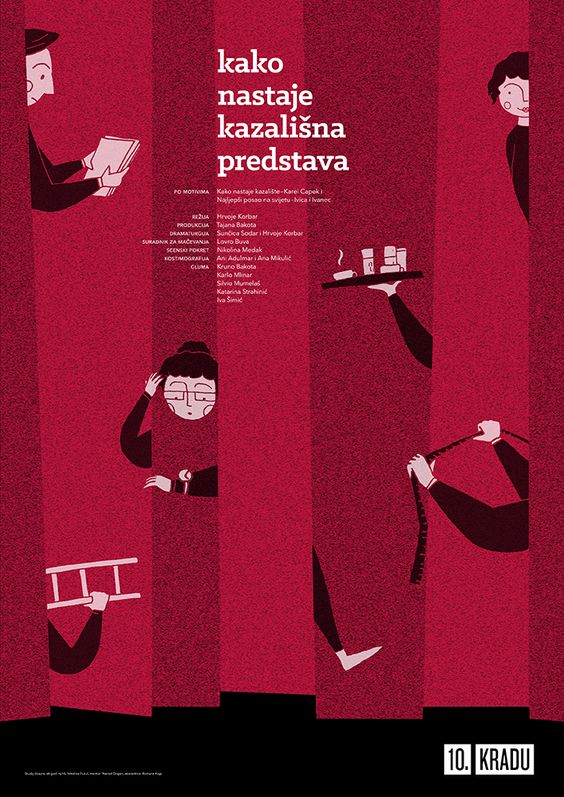 kako
nastaje
kazališna
predstava
PO MOTIVIMA Kako nastaje kazalište – Karel Čapek i
Najljepši posao na svijetu - Ivica i Ivanec
REŽIJA Hrvoje Korbar
PRODUKCIJA Tajana Bakota
DRAMATURGIJA Sunčica Sodar i Hrvoje Korbar
SURADNIK ZA MAČEVANJA Lovro Buva
SCENSKI POKRET Nikolina Medak
KOSTIMOGRAFIJA Ani Adulmar i Ana Mikulić
GLUMA Kruno Bakota
Karlo Mlinar
Silvio Mumelaš
Katarina Strahinić
Iva Šimić
10. KRADU